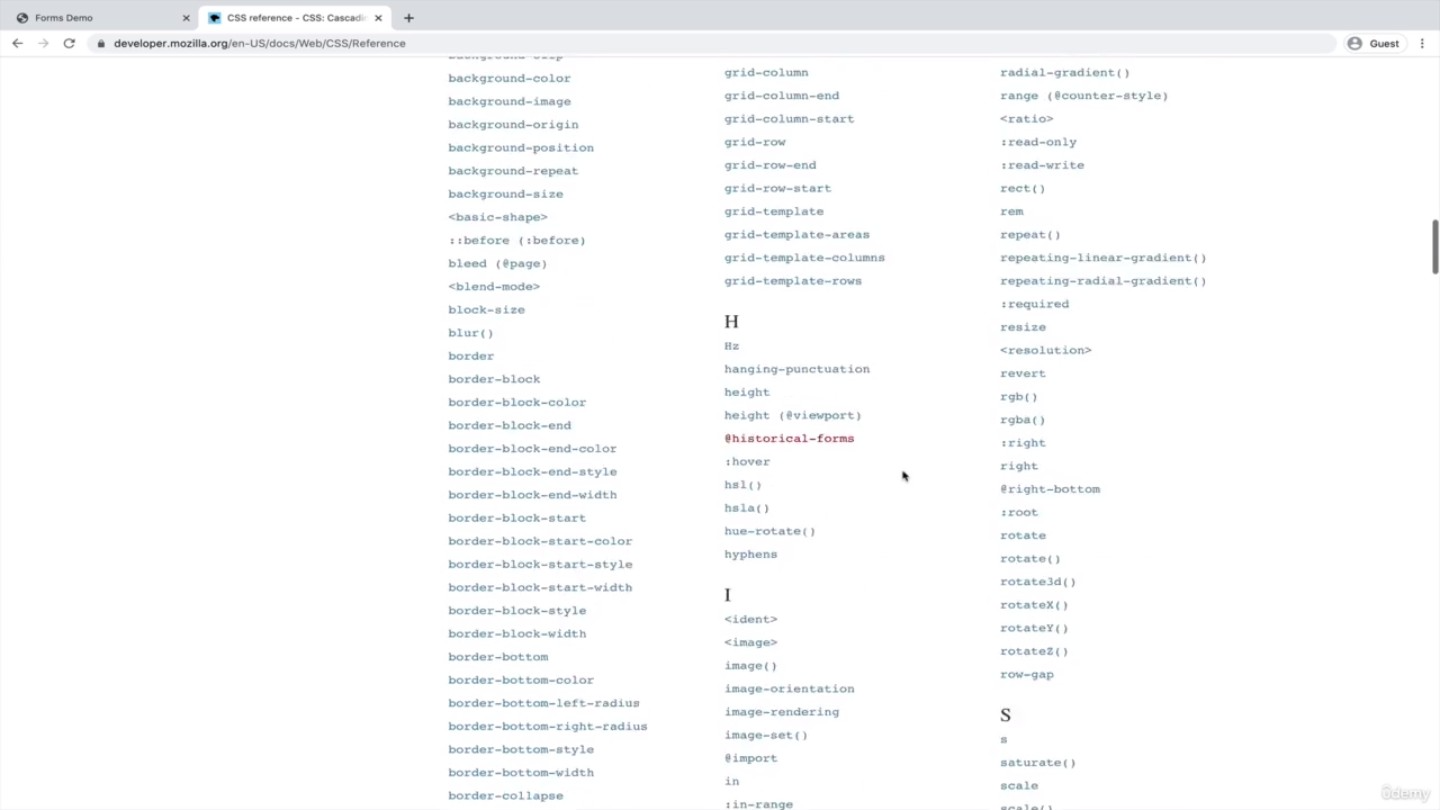 Forms Demo
CSS reference - CSS: Cascadi
developer.mozilla.org/en-US/docs/Web/CSS/Reference
Guest
background-clip
background-color
background-image
background-origin
background-position
background-repeat
background-size
<basic-shape>
::before (:before)
bleed (@page)
<blend-mode>
block-size
blur()
border
border-block
border-block-color
border-block-end
border-block-end-color
border-block-end-style
border-block-end-width
border-block-start
border-block-start-color
border-block-start-style
border-block-start-width
border-block-style
border-block-width
border-bottom
border-bottom-color
border-bottom-left-radius
border-bottom-right-radius
border-bottom-style
border-bottom-width
border-collapse
grid-column
grid-column-end
grid-column-start
grid-row
grid-row-end
grid-row-start
grid-template
grid-template-areas
grid-template-columns
grid-template-rows
H
Hz
hanging-punctuation
height
height (@viewport)
@historical-forms
:hover
hsl()
hsla()
hue-rotate()
hyphens
I
<ident>
<image>
image()
image-orientation
image-rendering
image-set()
@import
in
:in-range
radial-gradient()
range (@counter-style)
<ratio>
:read-only
:read-write
rect()
rem
repeat()
repeating-linear-gradient()
repeating-radial-gradient()
:required
resize
<resolution>
revert
rgb()
rgba()
:right
right
@right-bottom
:root
rotate
rotate()
rotate3d()
rotateX()
rotateY()
rotateZ()
row-gap
S
s
saturate()
scale
scale()
ûdemy